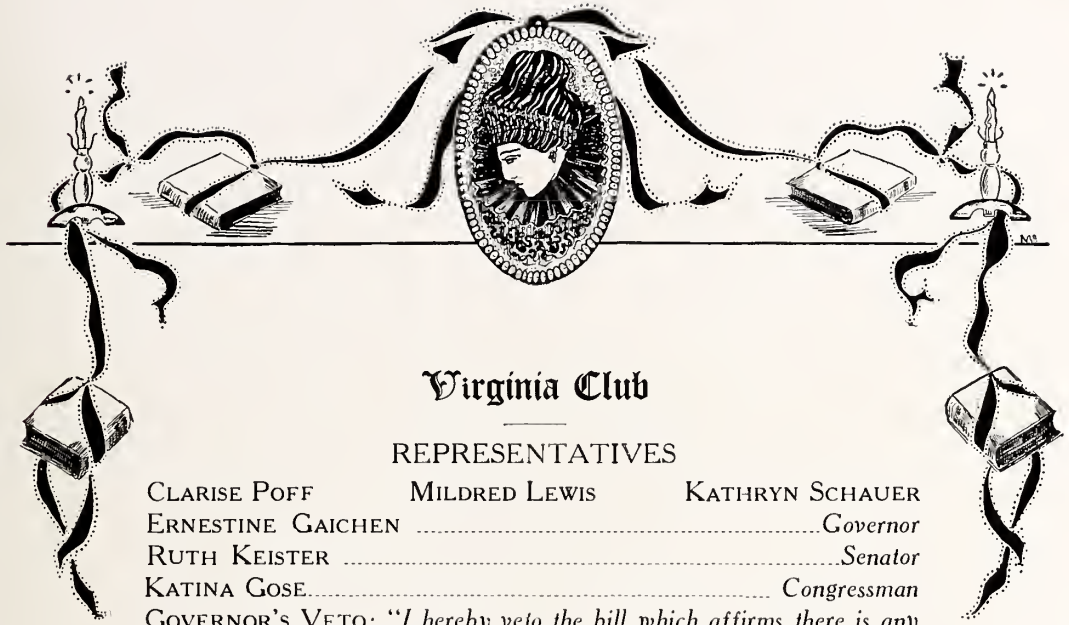 Mc
Virginia Club
REPRESENTATIVES
CLARISE POFF MILDRED LEWIS KATHRYN SCHAUER
ERNESTINE GAICHEN ........ Governor
RUTH KEISTER ........ Senator
KATINA GOSE ........ Congressman
GOVERNOR'S VETO: "I hereby veto the bill which affirms there is any